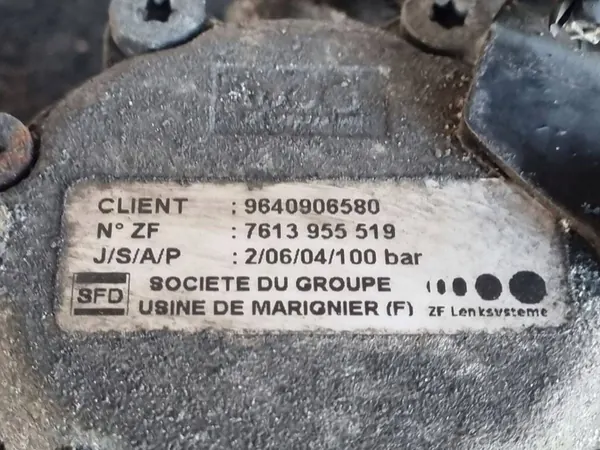 CLIENT : 9640906580
N° ZF : 7613 955 519
J/S/A/P : 2/06/04/100 bar
SFD SOCIETE DU GROUPE
USINE DE MARIGNIER (F) ZF Lenksysteme